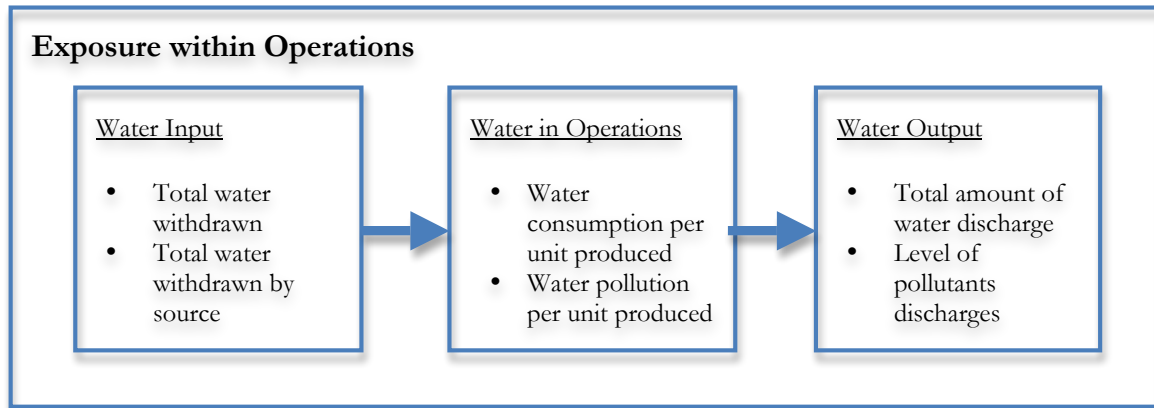 Exposure within Operations
Water Input
• Total water
withdrawn
• Total water
withdrawn by
source
Water in Operations
• Water
consumption per
unit produced
• Water pollution
per unit produced
Water Output
• Total amount of
water discharge
• Level of
pollutants
discharges